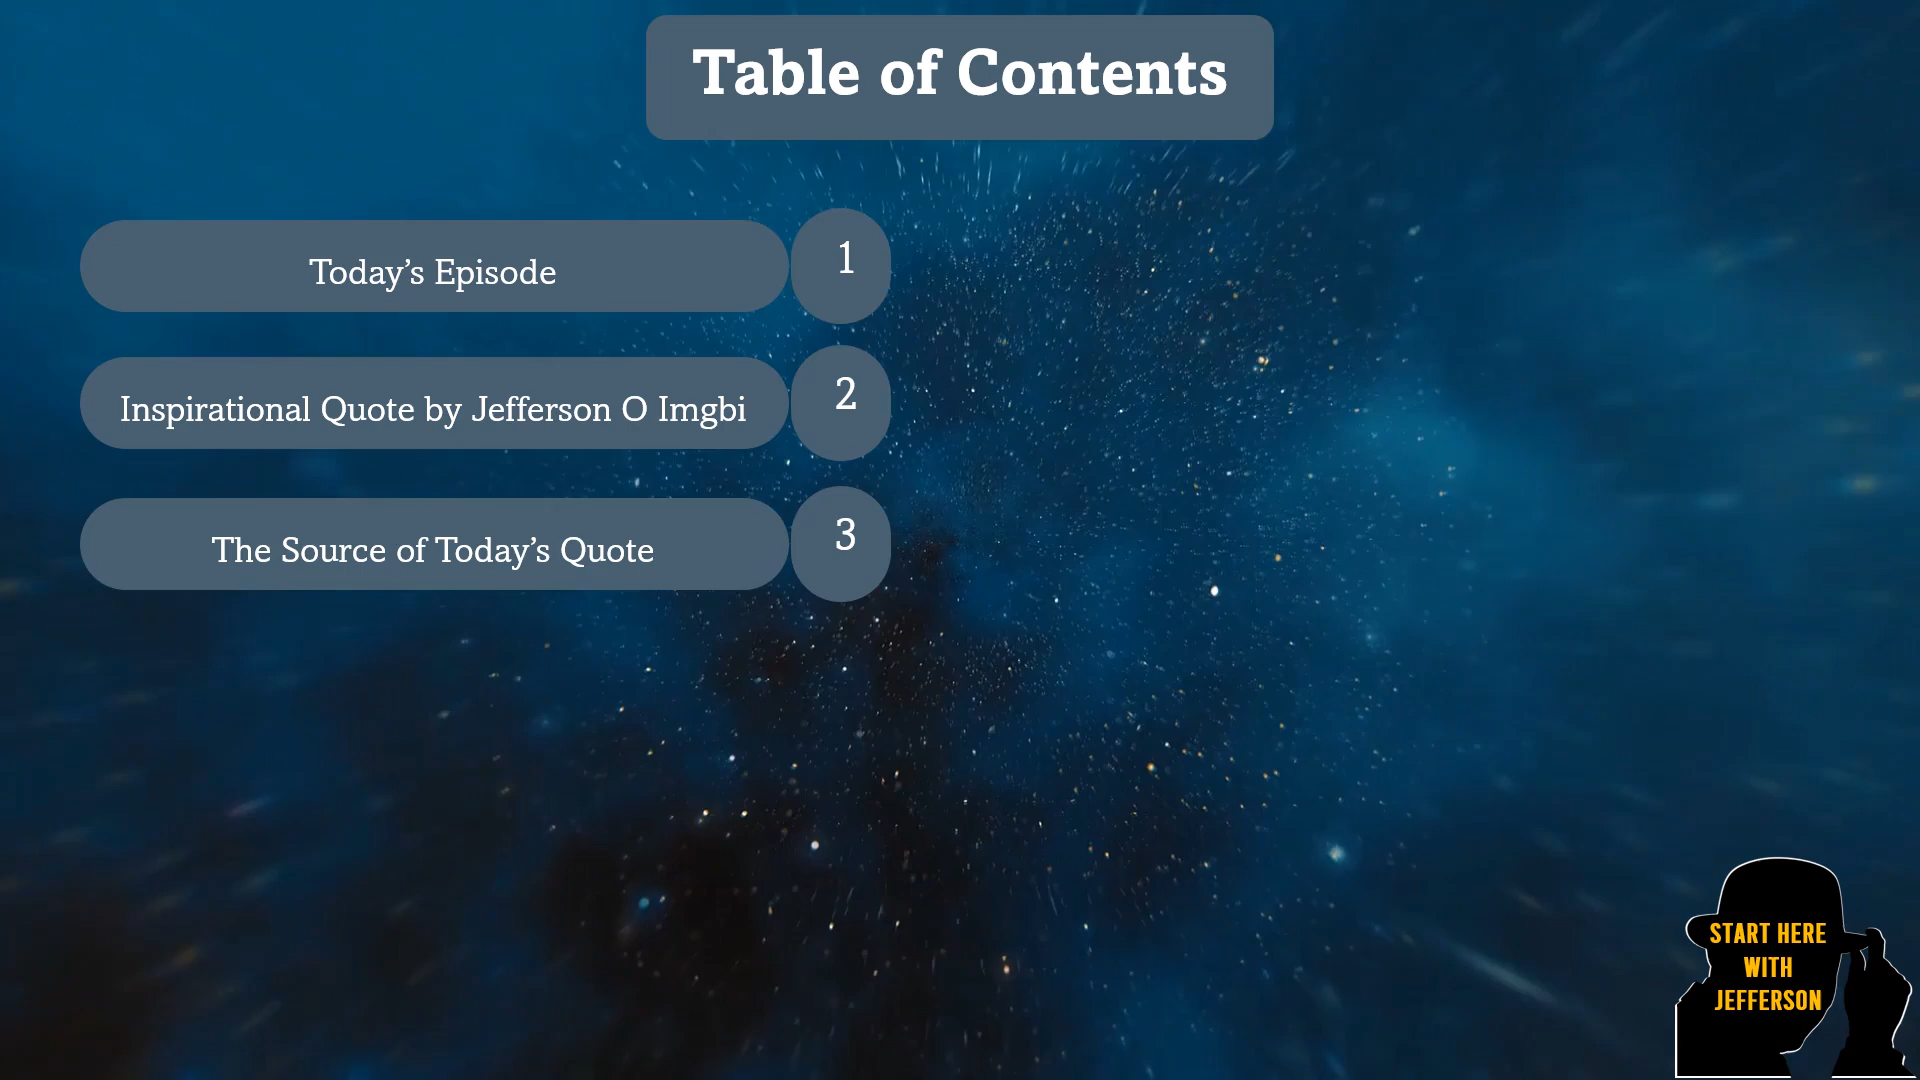 Table of Contents
Today’s Episode
1
Inspirational Quote by Jefferson O Imgbi
2
The Source of Today’s Quote
3
START HERE
WITH
JEFFERSON